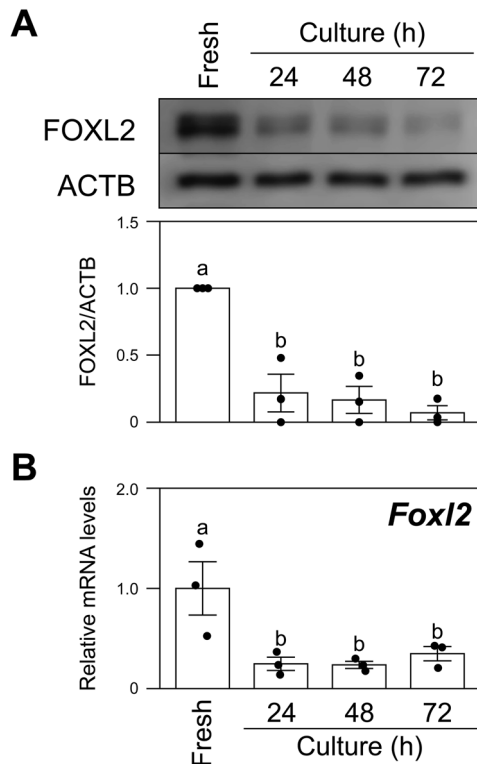 A
Fresh
Culture (h)
24 48 72
FOXL2
ACTB
FOXL2/ACTB
1.5
1.0
0.5
0
a
b
b
b
B
Relative mRNA levels
2.0
1.0
0
Foxl2
a
b
b
b
Fresh
24 48 72
Culture (h)